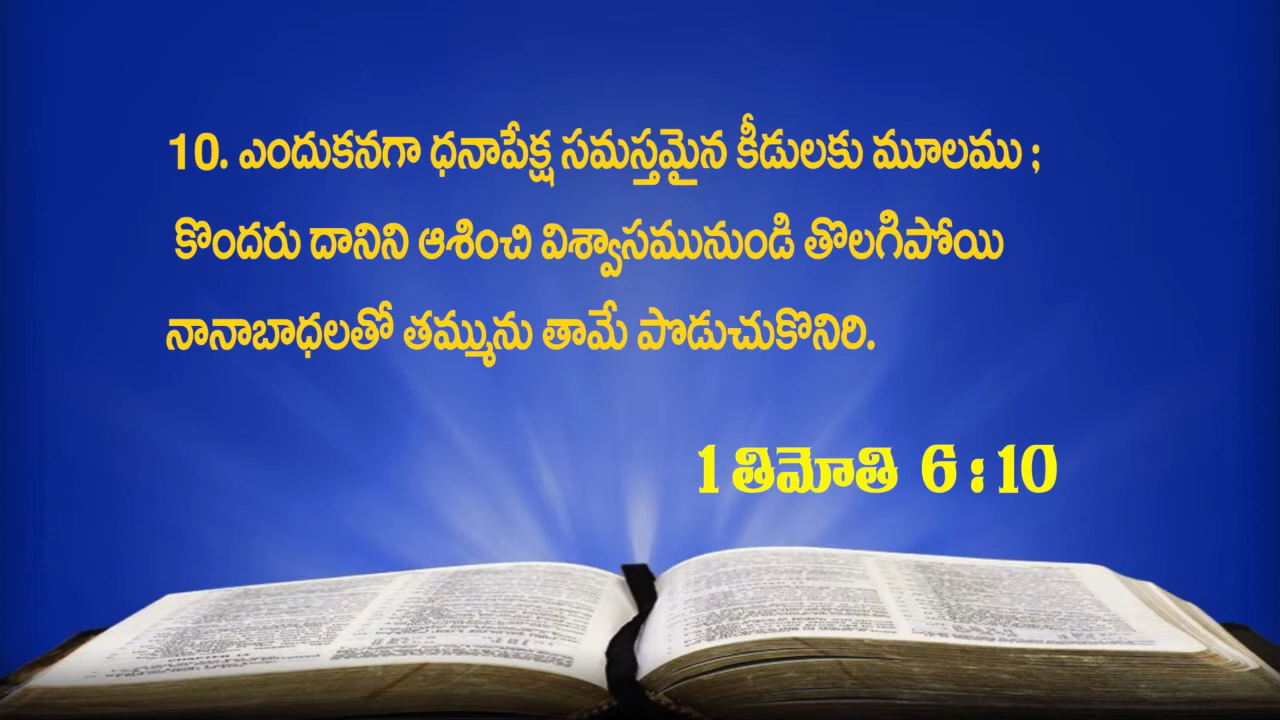 10. ఎందుకనగా ధనాపేక్ష సమస్తమైన కీడులకు మూలము ;
కొందరు దానిని ఆశించి విశ్వాసమునుండి తొలగిపోయి
నానాబాధలతో తమ్మును తామే పొడుచుకొనిరి.
1 తిమోతి 6 : 10